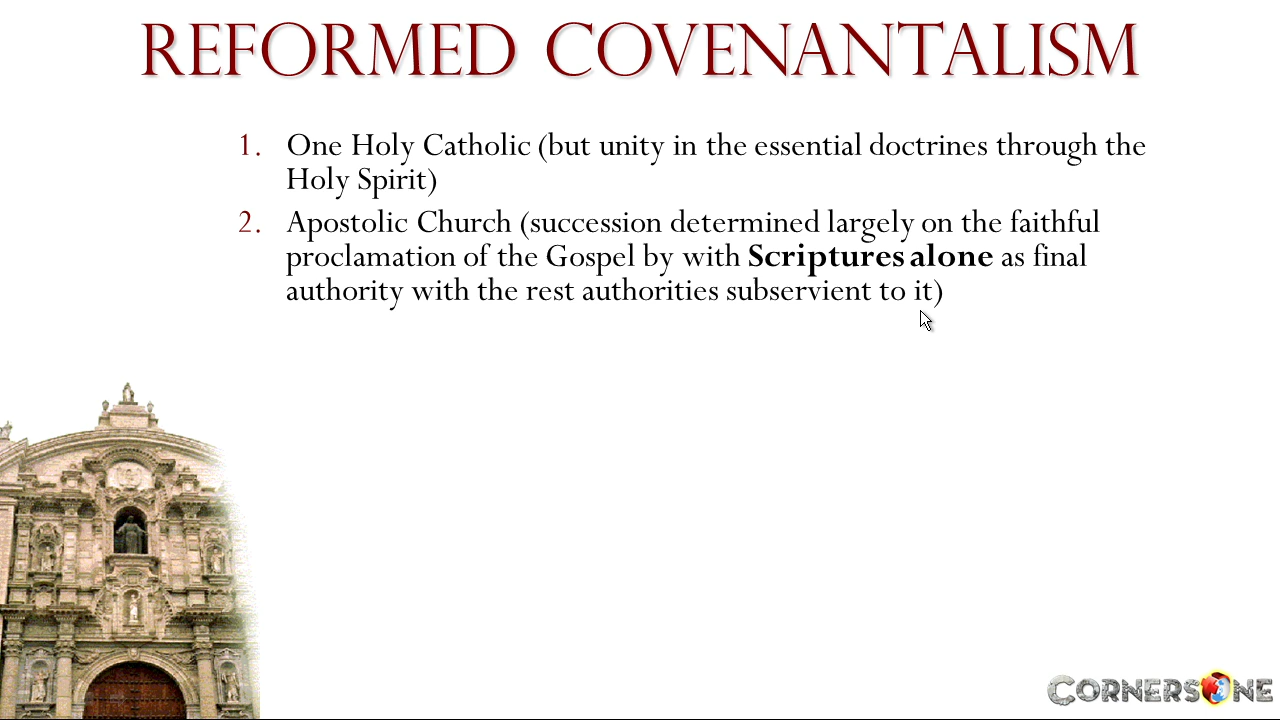 REFORMED COVENANTALISM
1. One Holy Catholic (but unity in the essential doctrines through the
Holy Spirit)
2. Apostolic Church (succession determined largely on the faithful
proclamation of the Gospel by with Scriptures alone as final
authority with the rest authorities subservient to it)
CORNERSONE